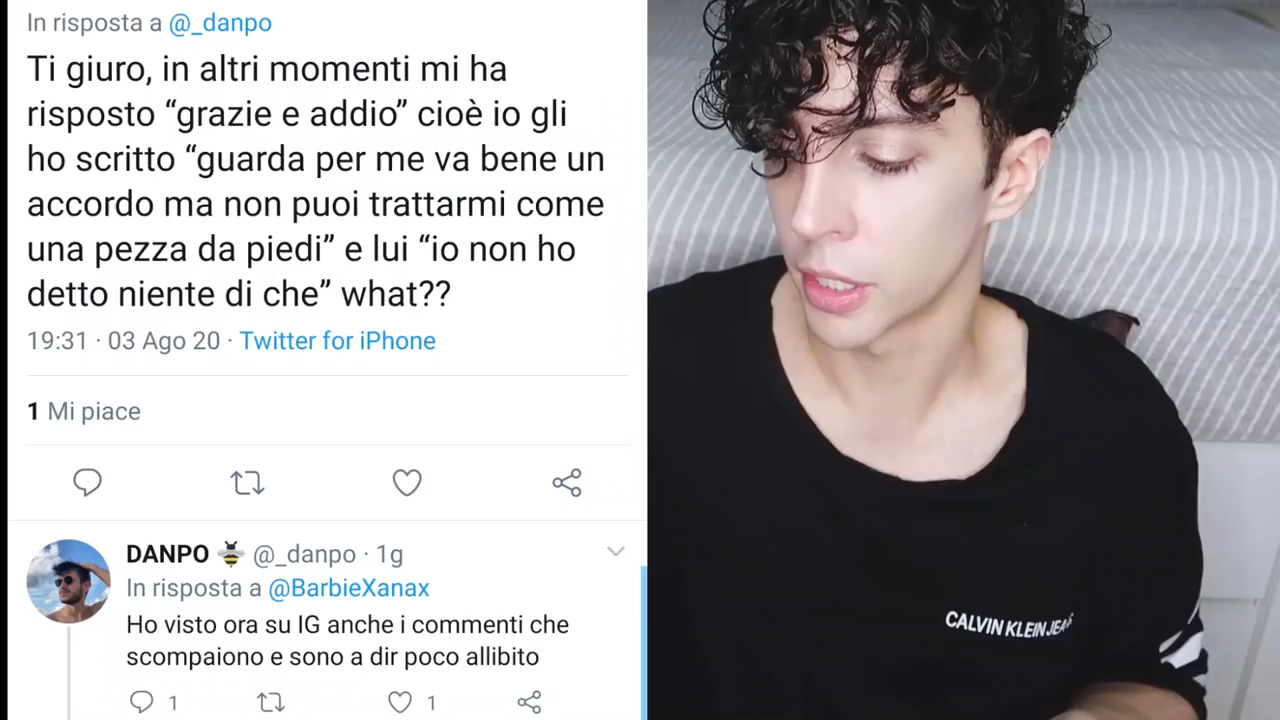 In risposta a @_danpo
Ti giuro, in altri momenti mi ha
risposto “grazie e addio” cioè io gli
ho scritto “guarda per me va bene un
accordo ma non puoi trattarmi come
una pezza da piedi” e lui “io non ho
detto niente di che” what??
19:31 · 03 Ago 20 · Twitter for iPhone
1 Mi piace
DANPO 🐝 @_danpo · 1g
In risposta a @BarbieXanax
Ho visto ora su IG anche i commenti che
scompaiono e sono a dir poco allibito
1 1
CALVIN KLEIN JEANS